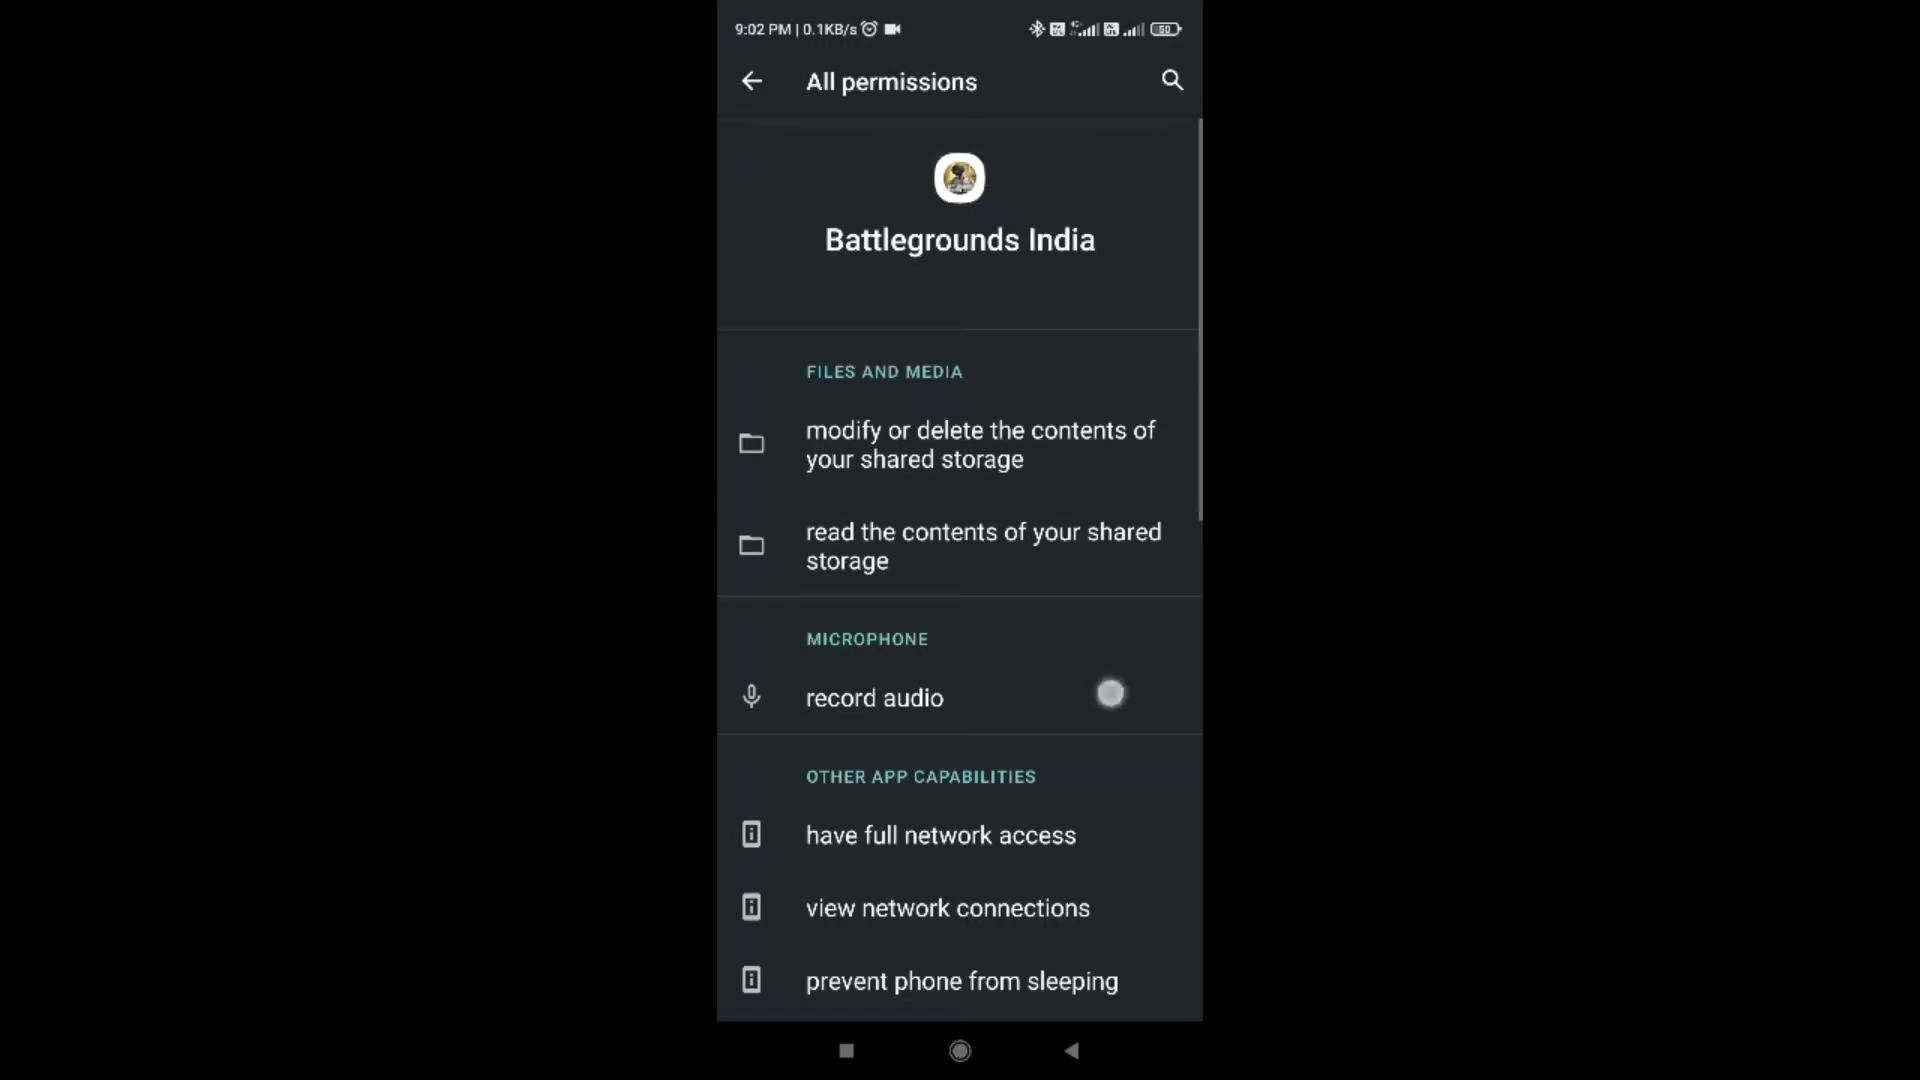 9:02 PM | 0.1KB/s
50
All permissions
Battlegrounds India
FILES AND MEDIA
modify or delete the contents of
your shared storage
read the contents of your shared
storage
MICROPHONE
record audio
OTHER APP CAPABILITIES
have full network access
view network connections
prevent phone from sleeping